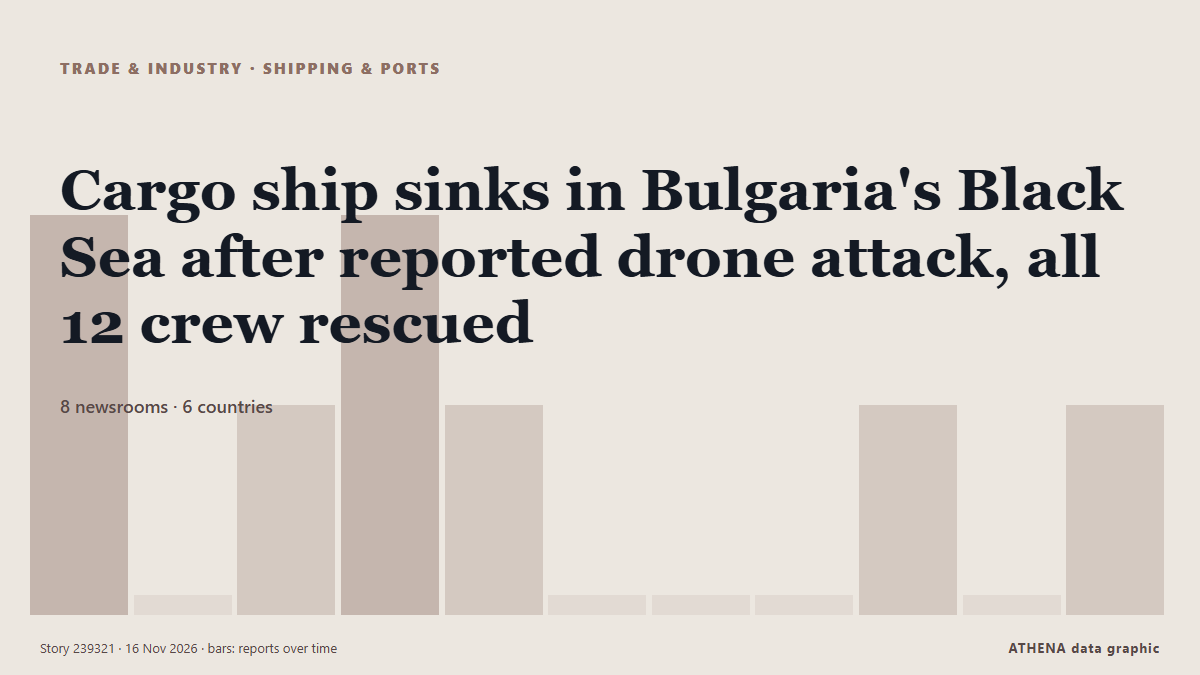 TRADE & INDUSTRY · SHIPPING & PORTS
Cargo ship sinks in Bulgaria's Black
Sea after reported drone attack, all
12 crew rescued
8 newsrooms · 6 countries
Story 239321 · 16 Nov 2026 · bars: reports over time
ATHENA data graphic